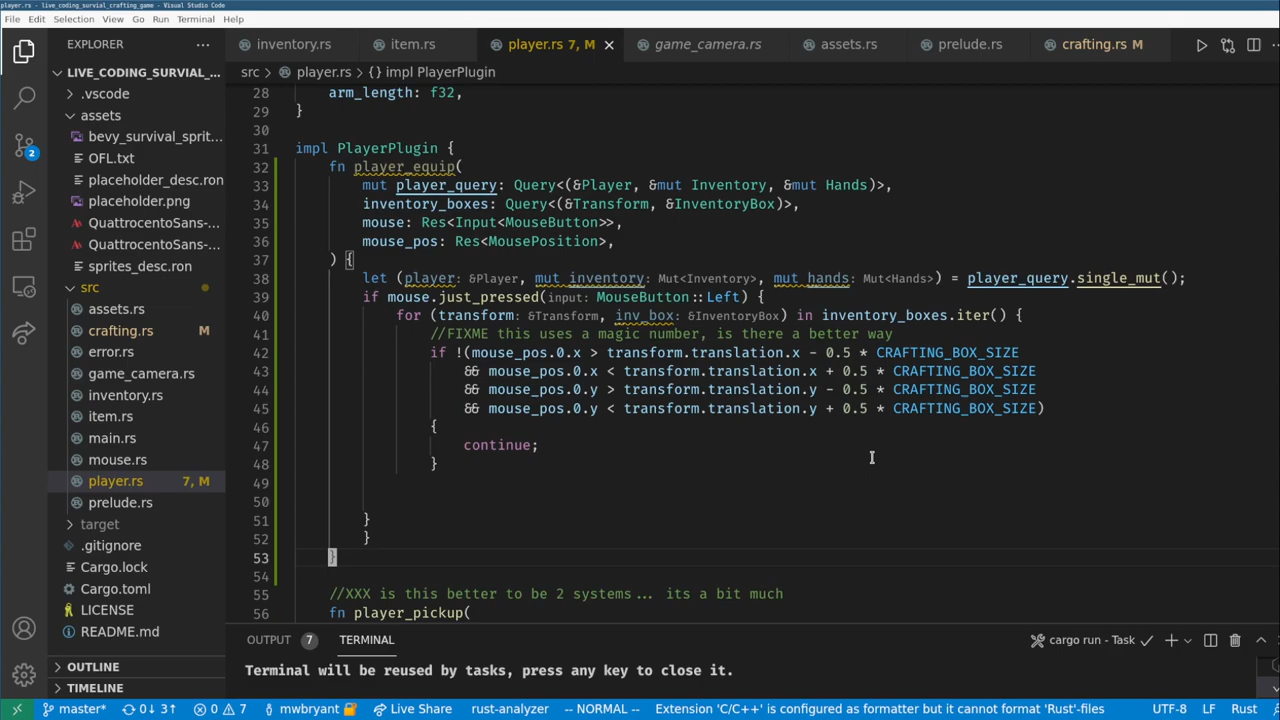 player.rs - live_coding_survial_crafting_game - Visual Studio Code
File Edit Selection View Go Run Terminal Help
EXPLORER ...
inventory.rs item.rs player.rs 7, M × game_camera.rs assets.rs prelude.rs crafting.rs M
LIVE_CODING_SURVIAL_...
.vscode
assets
bevy_survival_sprit...
OFL.txt
placeholder_desc.ron
placeholder.png
QuattrocentoSans-...
QuattrocentoSans-...
sprites_desc.ron
src
assets.rs
crafting.rs M
error.rs
game_camera.rs
inventory.rs
item.rs
main.rs
mouse.rs
player.rs 7, M
prelude.rs
target
.gitignore
Cargo.lock
Cargo.toml
LICENSE
README.md
OUTLINE
TIMELINE
2
src > player.rs > {} impl PlayerPlugin
28 arm_length: f32,
29 }
30
31 impl PlayerPlugin {
32 fn player_equip(
33 mut player_query: Query<(&Player, &mut Inventory, &mut Hands)>,
34 inventory_boxes: Query<(&Transform, &InventoryBox)>,
35 mouse: Res<Input<MouseButton>>,
36 mouse_pos: Res<MousePosition>,
37 ) {
38 let (player: &Player, mut inventory: Mut<Inventory>, mut hands: Mut<Hands>) = player_query.single_mut();
39 if mouse.just_pressed(input: MouseButton::Left) {
40 for (transform: &Transform, inv_box: &InventoryBox) in inventory_boxes.iter() {
41 //FIXME this uses a magic number, is there a better way
42 if !(mouse_pos.0.x > transform.translation.x - 0.5 * CRAFTING_BOX_SIZE
43 && mouse_pos.0.x < transform.translation.x + 0.5 * CRAFTING_BOX_SIZE
44 && mouse_pos.0.y > transform.translation.y - 0.5 * CRAFTING_BOX_SIZE
45 && mouse_pos.0.y < transform.translation.y + 0.5 * CRAFTING_BOX_SIZE)
46 {
47 continue;
48 }
49
50
51 }
52 }
53 }
54
55 //XXX is this better to be 2 systems... its a bit much
56 fn player_pickup(
OUTPUT 7 TERMINAL cargo run - Task
Terminal will be reused by tasks, press any key to close it.
master* 0↓ 3↑ 0 7 mwbryant Live Share rust-analyzer -- NORMAL -- Extension 'C/C++' is configured as formatter but it cannot format 'Rust'-files UTF-8 LF Rust